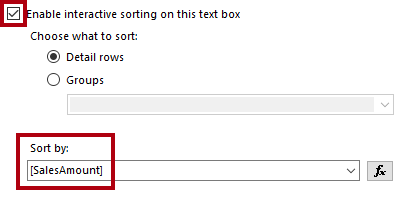 Enable interactive sorting on this text box
Choose what to sort:
Detail rows
Groups
Sort by:
[SalesAmount]
fx